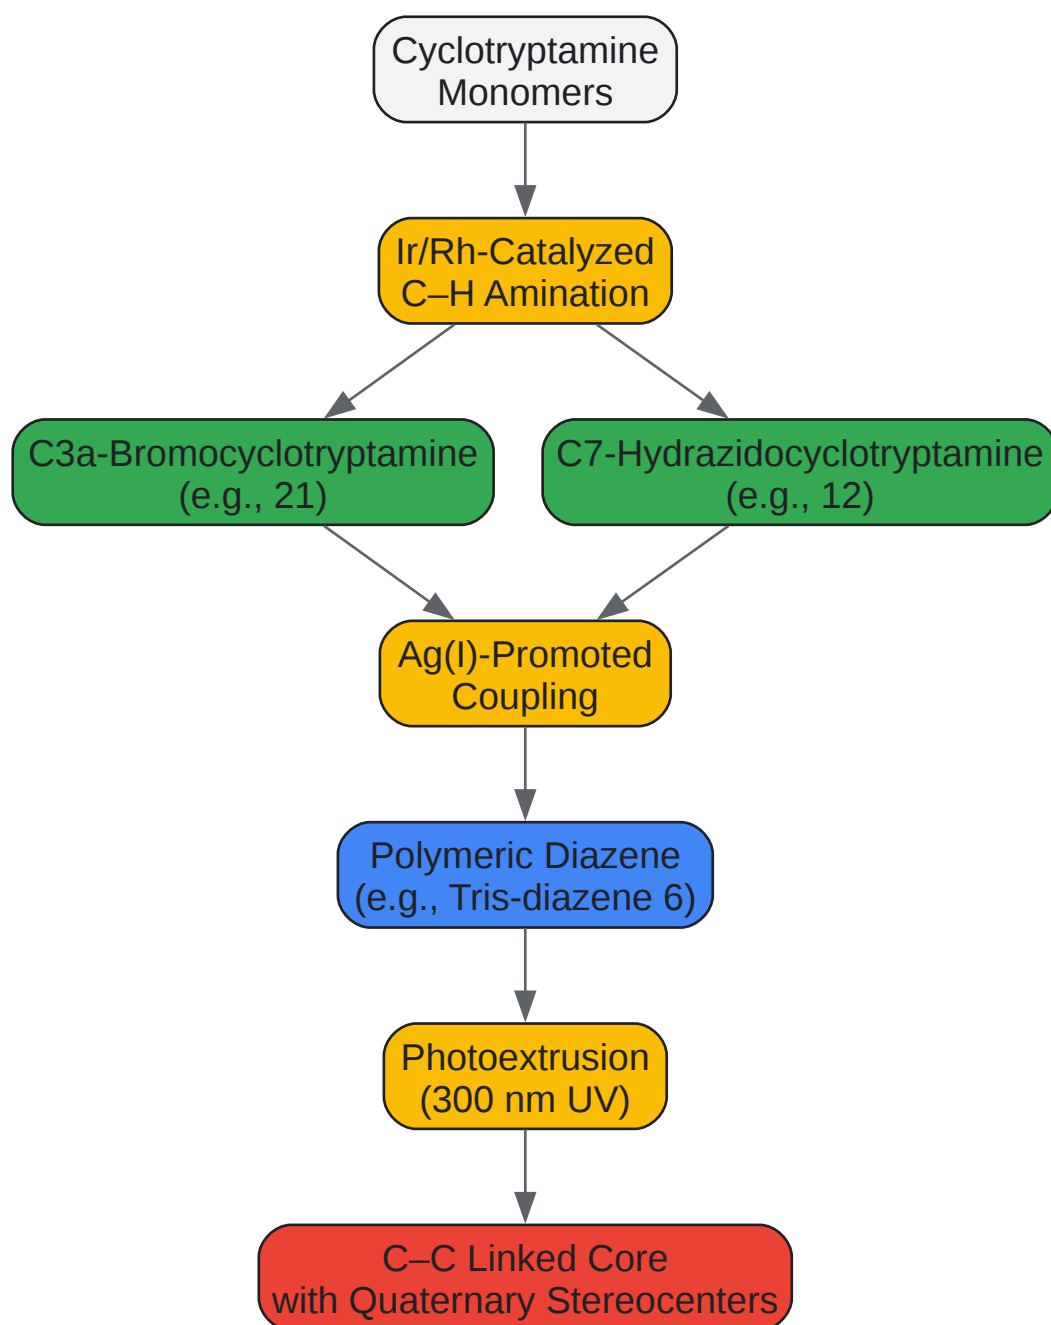 Cyclotryptamine
Monomers
Ir/Rh-Catalyzed
C–H Amination
C3a-Bromocyclotryptamine
(e.g., 21)
C7-Hydrazidocyclotryptamine
(e.g., 12)
Ag(I)-Promoted
Coupling
Polymeric Diazene
(e.g., Tris-diazene 6)
Photoextrusion
(300 nm UV)
C–C Linked Core
with Quaternary Stereocenters